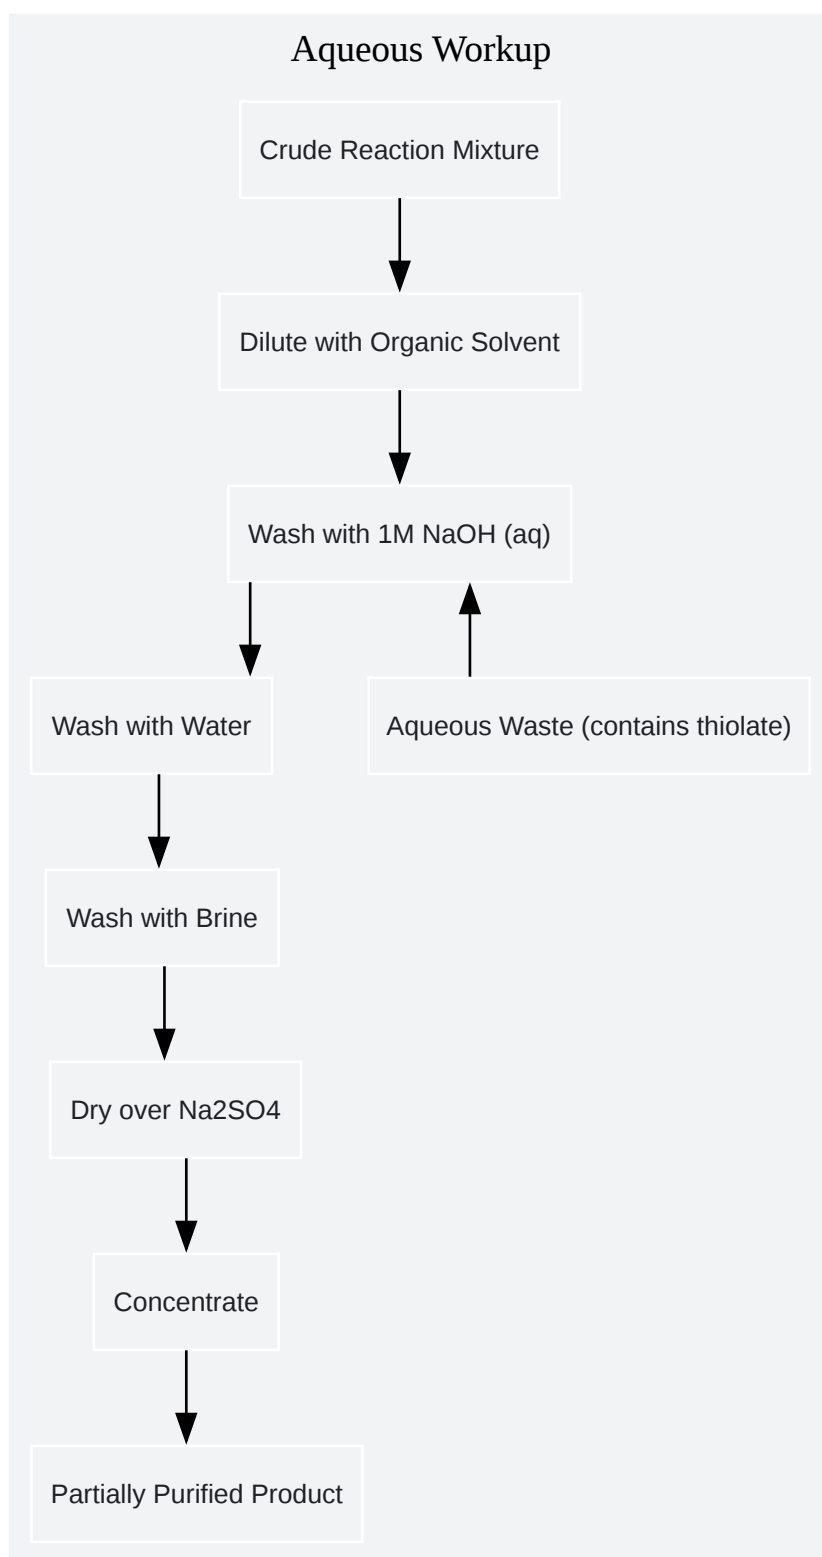 Aqueous Workup
Crude Reaction Mixture
Dilute with Organic Solvent
Wash with 1M NaOH (aq)
Wash with Water
Aqueous Waste (contains thiolate)
Wash with Brine
Dry over Na2SO4
Concentrate
Partially Purified Product